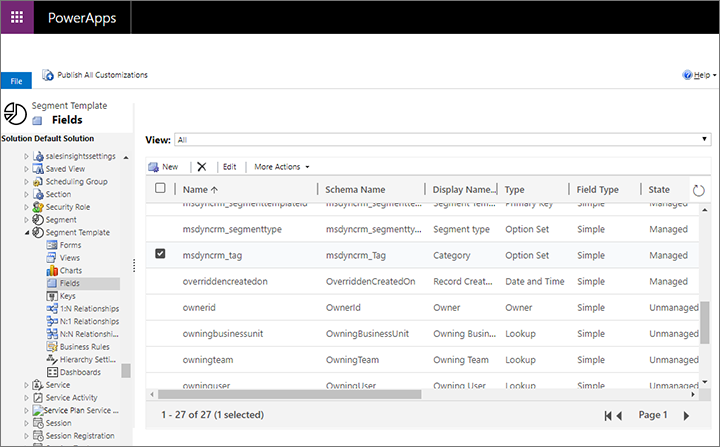 PowerApps
File
Publish All Customizations
Help
Segment Template
Fields
Solution Default Solution
salesinsightssettings
Saved View
Scheduling Group
Section
Security Role
Segment
Segment Template
Forms
Views
Charts
Fields
Keys
1:N Relationships
N:1 Relationships
N:N Relationshi...
Business Rules
Hierarchy Setti...
Dashboards
Service
Service Activity
Service Plan Service ...
Session
Session Registration
View: All
New Edit More Actions
Name Schema Name Display Name... Type Field Type State
msdyncrm_segmenttemplateid msdyncrm_segmentte... Segment Tem... Primary Key Simple Managed
msdyncrm_segmenttype msdyncrm_segmentty... Segment type Option Set Simple Managed
msdyncrm_tag msdyncrm_Tag Category Option Set Simple Managed
overriddencreatedon OverriddenCreatedOn Record Creat... Date and Time Simple Managed
ownerid OwnerId Owner Owner Simple Unmanaged
owningbusinessunit OwningBusinessUnit Owning Busin... Lookup Simple Unmanaged
owningteam OwningTeam Owning Team Lookup Simple Unmanaged
owninguser OwningUser Owning User Lookup Simple Unmanaged
1 - 27 of 27 (1 selected) Page 1